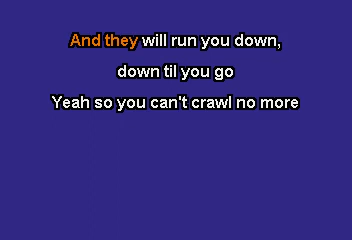 And they will run you down,
down til you go
Yeah so you can't crawl no more